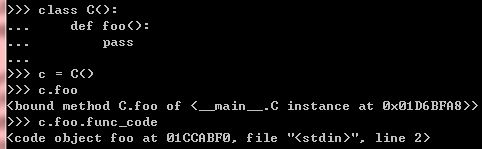 >>> class C():
...     def foo():
...         pass
...
>>> c = C()
>>> c.foo
<bound method C.foo of <__main__.C instance at 0x01D6BFA8>>
>>> c.foo.func_code
<code object foo at 01CCABF0, file "<stdin>", line 2>